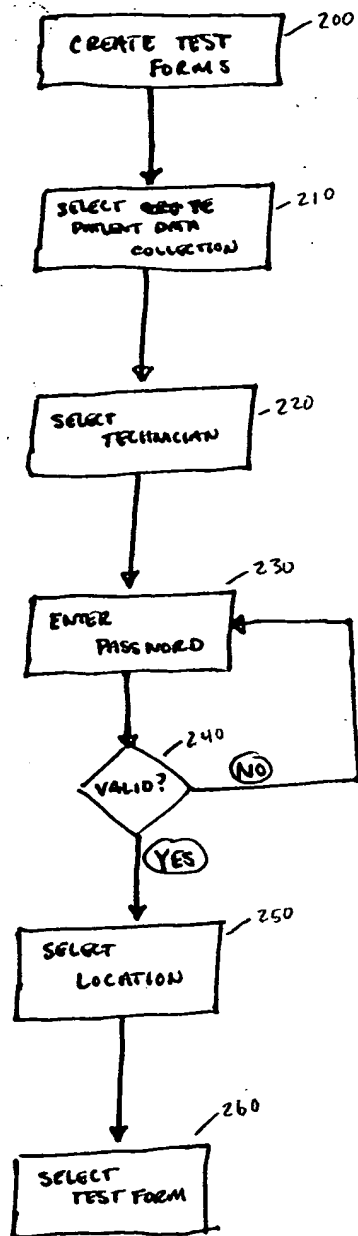 CREATE TEST
FORMS
200
SELECT
PATIENT DATA
COLLECTION
210
SELECT
TECHNICIAN
220
ENTER
PASSWORD
230
VALID?
240
NO
YES
SELECT
LOCATION
250
SELECT
TEST FORM
260